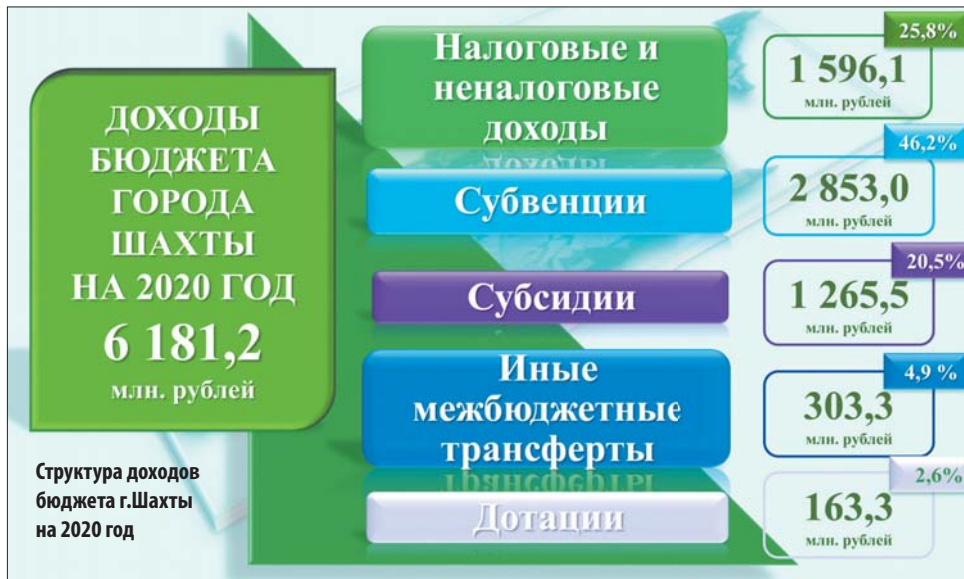 ДОХОДЫ
БЮДЖЕТА
ГОРОДА
ШАХТЫ
НА 2020 ГОД
6 181,2
млн. рублей
Структура доходов
бюджета г.Шахты
на 2020 год
Налоговые и
неналоговые
доходы
25,8%
1 596,1
млн. рублей
Субвенции
46,2%
2 853,0
млн. рублей
Субсидии
20,5%
1 265,5
млн. рублей
Иные
межбюджетные
трансферты
4,9 %
303,3
млн. рублей
Дотации
2,6%
163,3
млн. рублей